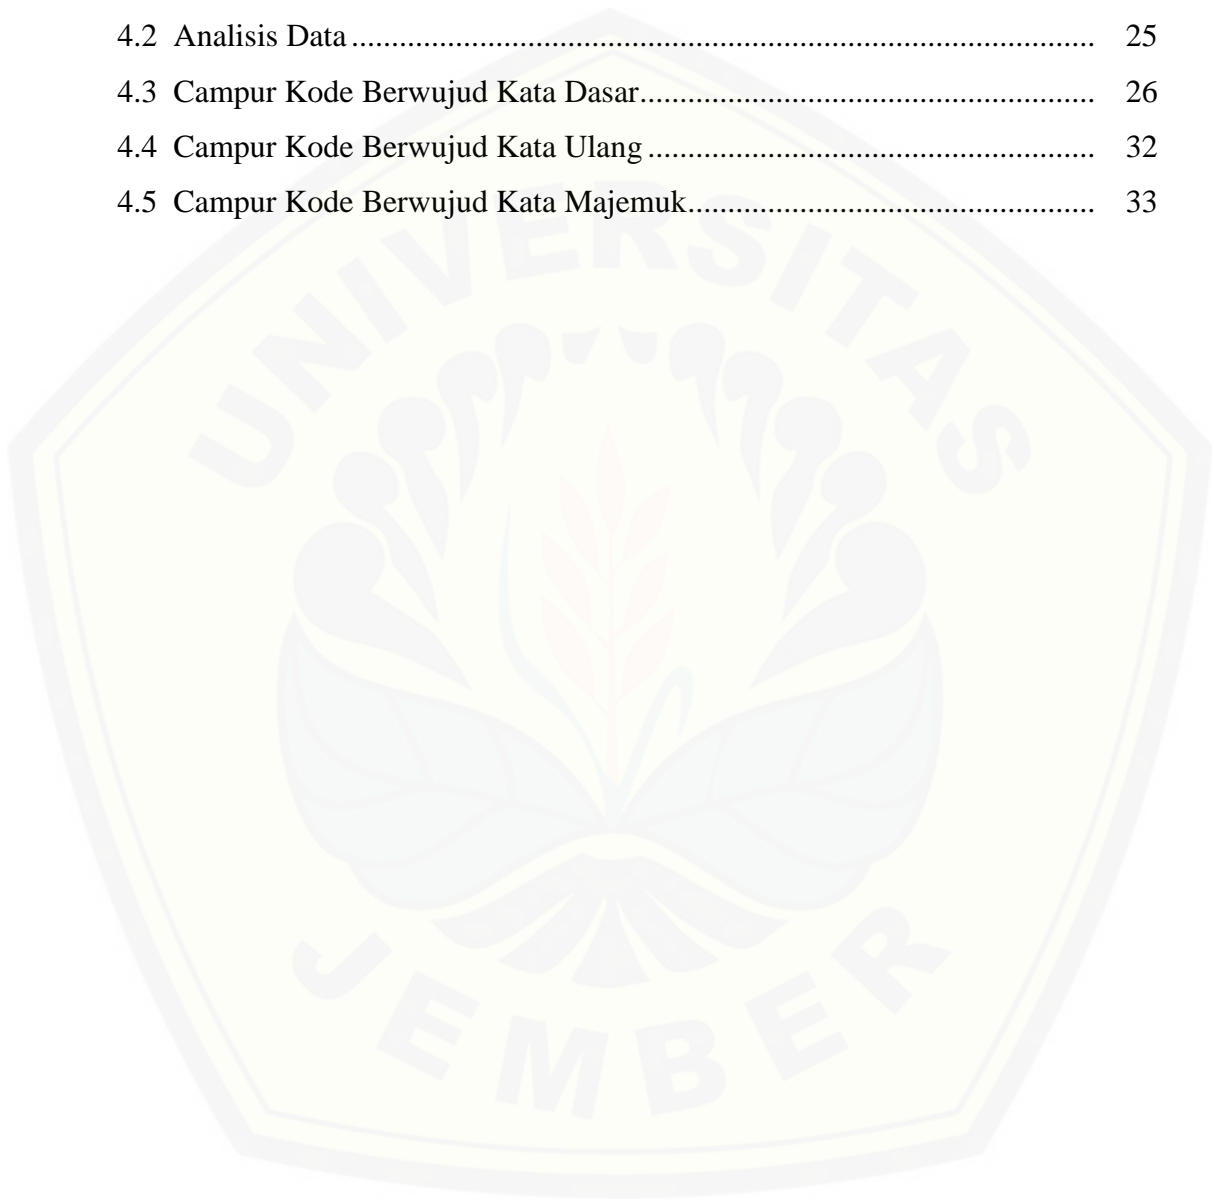 4.2 Analisis Data ............................................................................... 25
4.3 Campur Kode Berwujud Kata Dasar................................................ 26
4.4 Campur Kode Berwujud Kata Ulang ............................................... 32
4.5 Campur Kode Berwujud Kata Majemuk........................................... 33
UNIVERSITAS
JEMBER